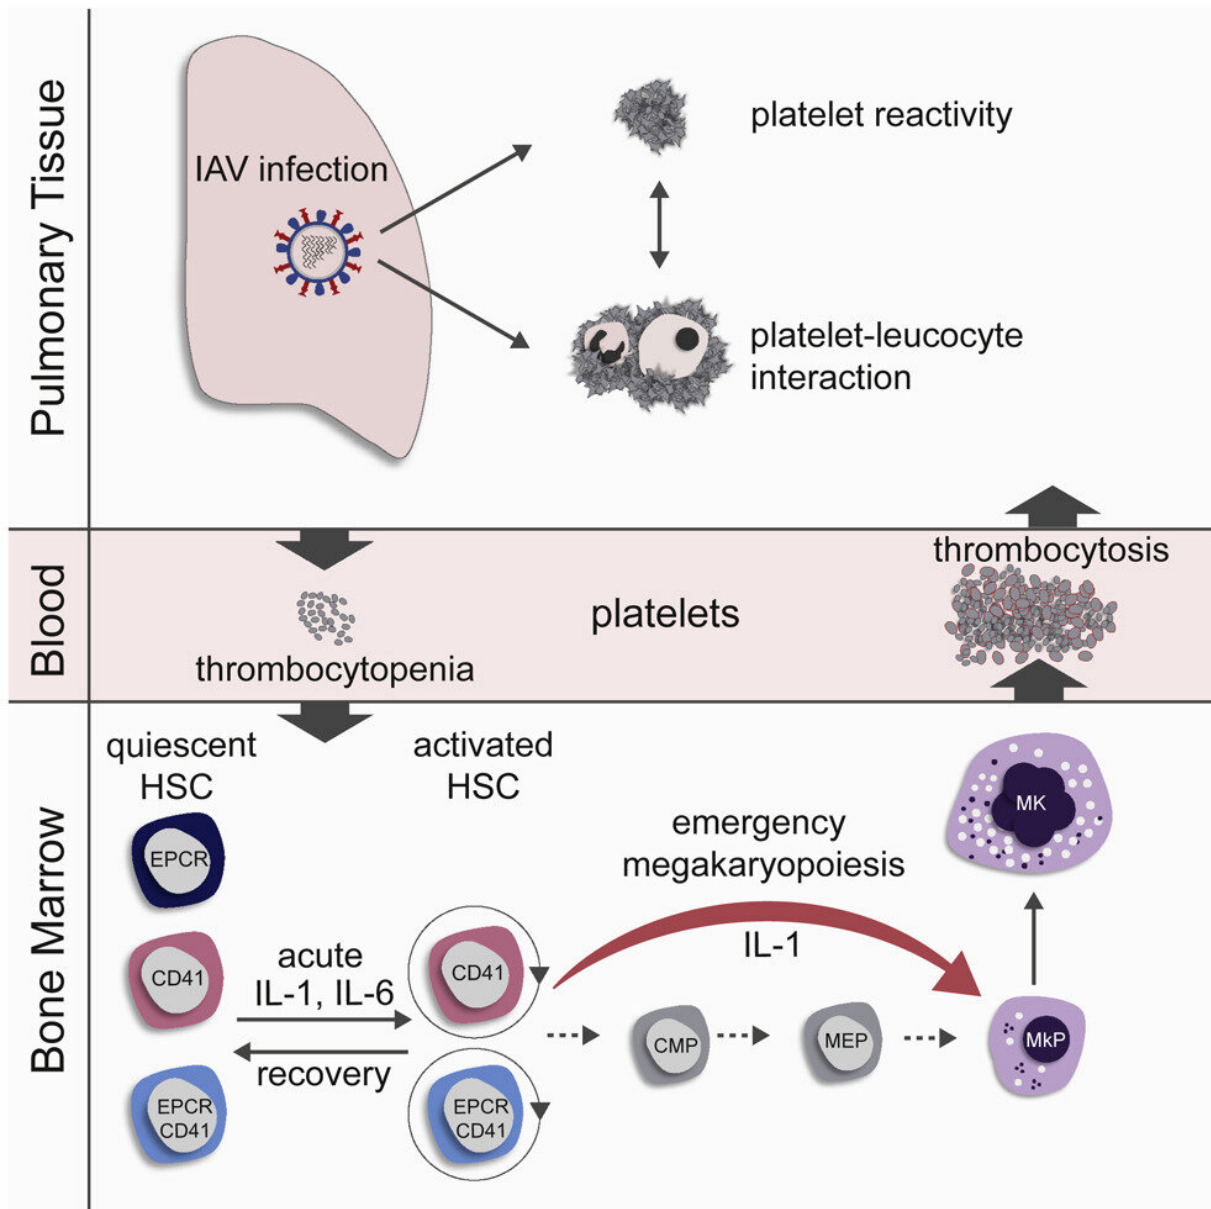 Pulmonary Tissue
IAV infection
platelet reactivity
platelet-leucocyte
interaction
Blood
thrombocytopenia
platelets
thrombocytosis
Bone Marrow
quiescent
HSC
activated
HSC
EPCR
CD41
EPCR
CD41
acute
IL-1, IL-6
recovery
CD41
EPCR
CD41
emergency
megakaryopoiesis
IL-1
CMP
MEP
MkP
MK